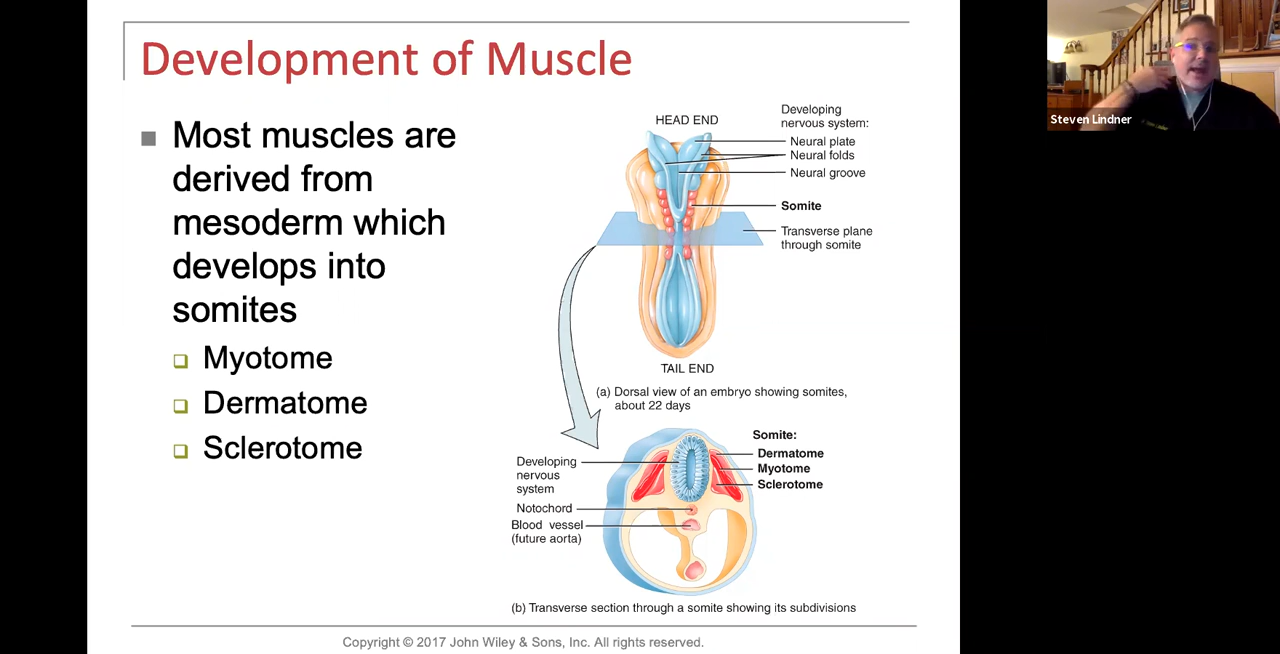 Development of Muscle
Most muscles are
derived from
mesoderm which
develops into
somites
Myotome
Dermatome
Sclerotome
HEAD END
Developing
nervous system:
Neural plate
Neural folds
Neural groove
Somite
Transverse plane
through somite
TAIL END
(a) Dorsal view of an embryo showing somites,
about 22 days
Somite:
Dermatome
Myotome
Sclerotome
Developing
nervous
system
Notochord
Blood vessel
(future aorta)
(b) Transverse section through a somite showing its subdivisions
Copyright © 2017 John Wiley & Sons, Inc. All rights reserved.
Steven Lindner